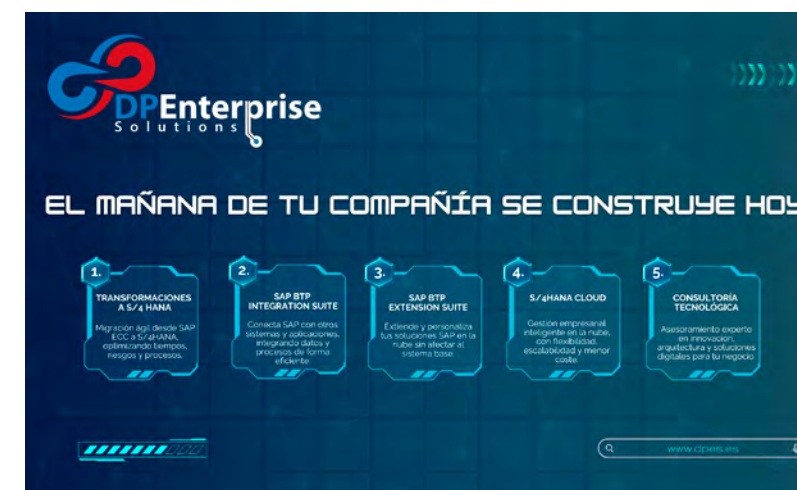 DPEnterprise
Solutions
EL MAÑANA DE TU COMPAÑÍA SE CONSTRUYE HOY
1.
TRANSFORMACIONES
A S/4 HANA
Migración ágil desde SAP
ECC a S/4HANA,
optimizando tiempos,
riesgos y procesos.
2.
SAP BTP
INTEGRATION SUITE
Conecta SAP con otros
sistemas y aplicaciones,
integrando datos y
procesos de forma
eficiente.
3.
SAP BTP
EXTENSION SUITE
Extiende y personaliza
tus soluciones SAP en la
nube sin afectar al
sistema base.
4.
S/4HANA CLOUD
Gestión empresarial
inteligente en la nube,
con flexibilidad,
escalabilidad y menor
coste.
5.
CONSULTORÍA
TECNOLÓGICA
Asesoramiento experto
en innovación,
arquitectura y soluciones
digitales para tu negocio.
www.dpes.es